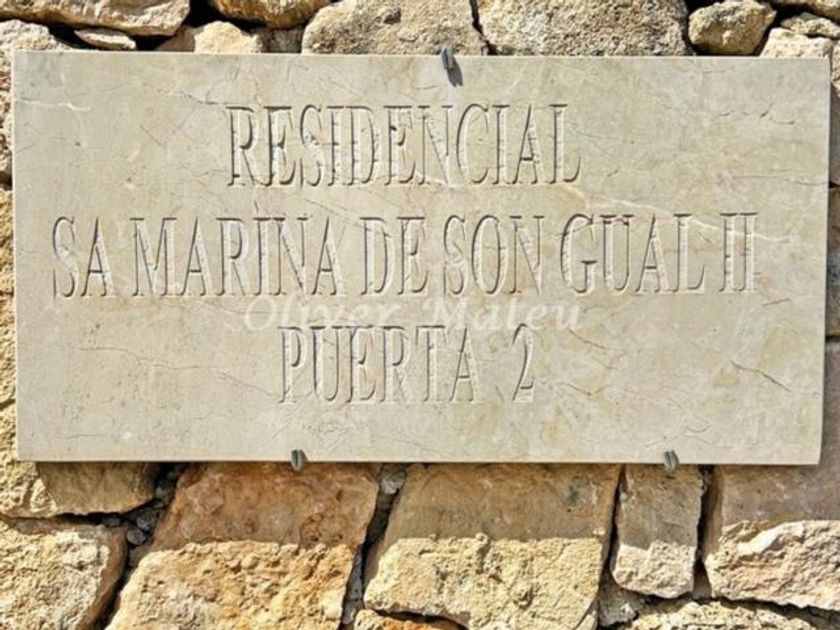 RESIDENCIAL
SA MARINA DE SON GUAL II
Oliver Mateu
PUERTA 2